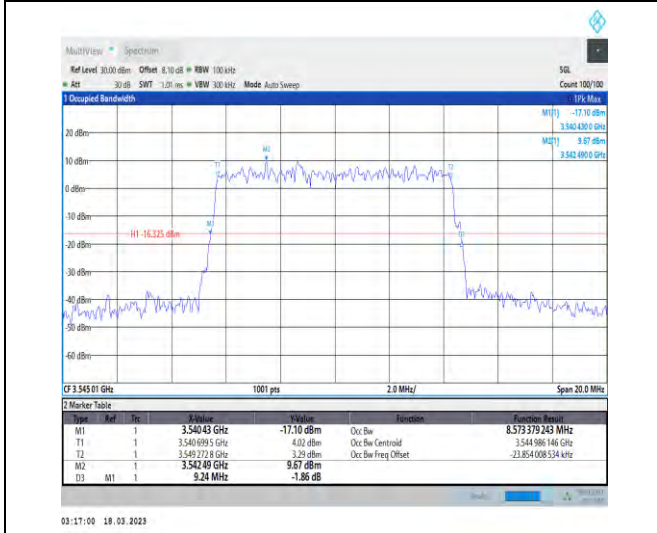 MultiView Spectrum
Ref Level 30.00 dBm Offset 8.10 dB RBW 100 kHz SGL
Att 30 dB SWT 1.01 ms VBW 300 kHz Mode Auto Sweep Count 100/100
1 Occupied Bandwidth 1Pk Max
M1(1) -17.10 dBm
3.540 430 0 GHz
20 dBm
M2(1) 9.67 dBm
3.542 490 0 GHz
10 dBm
M2
T1
T2
0 dBm
-10 dBm
M1
H1 -16.325 dBm
D3
-20 dBm
-30 dBm
-40 dBm
-50 dBm
-60 dBm
CF 3.545 01 GHz 1001 pts 2.0 MHz/ Span 20.0 MHz
2 Marker Table
Type Ref Trc X-Value Y-Value Function Function Result
M1 1 3.540 43 GHz -17.10 dBm Occ Bw 8.573 379 243 MHz
T1 1 3.540 699 5 GHz 4.02 dBm Occ Bw Centroid 3.544 986 146 GHz
T2 1 3.549 272 8 GHz 3.29 dBm Occ Bw Freq Offset -23.854 008 534 kHz
M2 1 3.542 49 GHz 9.67 dBm
D3 M1 1 9.24 MHz -1.86 dB
03:17:00 18.03.2023